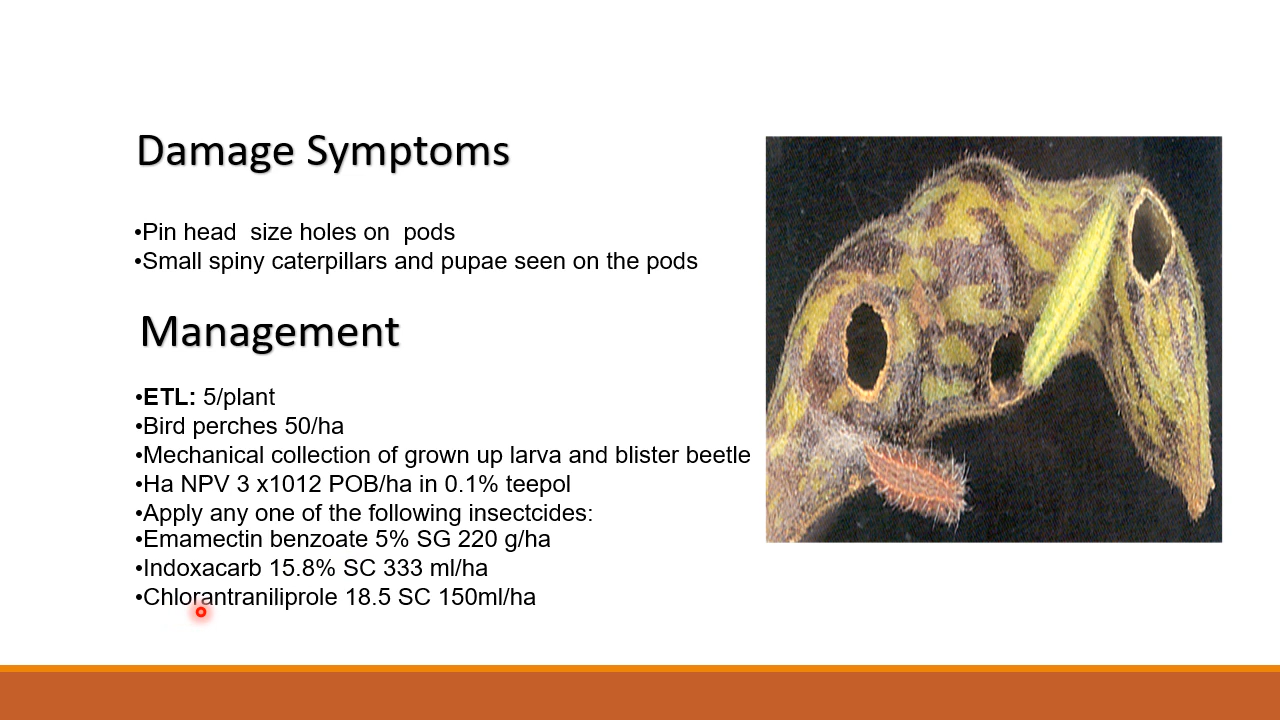 Damage Symptoms
•Pin head  size holes on  pods
•Small spiny caterpillars and pupae seen on the pods
Management
•ETL: 5/plant
•Bird perches 50/ha
•Mechanical collection of grown up larva and blister beetle
•Ha NPV 3 x1012 POB/ha in 0.1% teepol
•Apply any one of the following insectcides:
•Emamectin benzoate 5% SG 220 g/ha
•Indoxacarb 15.8% SC 333 ml/ha
•Chlorantraniliprole 18.5 SC 150ml/ha